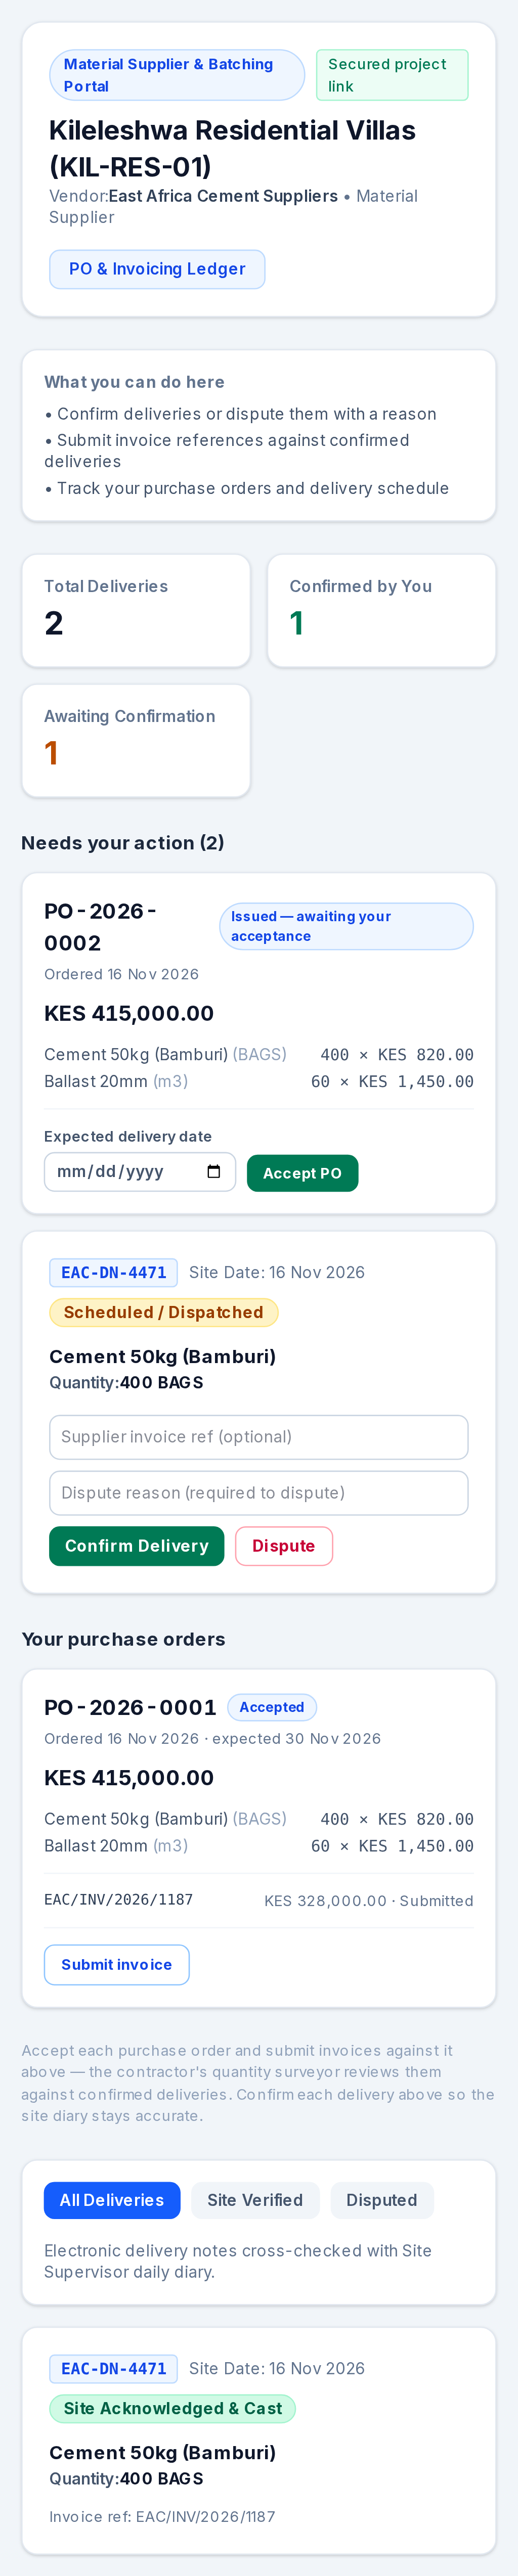 Material Supplier & Batching
Portal
Secured project
link
Kileleshwa Residential Villas
(KIL-RES-01)
Vendor:East Africa Cement Suppliers • Material
Supplier
PO & Invoicing Ledger
What you can do here
• Confirm deliveries or dispute them with a reason
• Submit invoice references against confirmed
deliveries
• Track your purchase orders and delivery schedule
Total Deliveries
2
Confirmed by You
1
Awaiting Confirmation
1
Needs your action (2)
PO-2026-
0002
Issued — awaiting your
acceptance
Ordered 16 Nov 2026
KES 415,000.00
Cement 50kg (Bamburi) (BAGS) 400 × KES 820.00
Ballast 20mm (m3) 60 × KES 1,450.00
Expected delivery date
mm/dd/yyyy
Accept PO
EAC-DN-4471 Site Date: 16 Nov 2026
Scheduled / Dispatched
Cement 50kg (Bamburi)
Quantity:400 BAGS
Supplier invoice ref (optional)
Dispute reason (required to dispute)
Confirm Delivery
Dispute
Your purchase orders
PO-2026-0001 Accepted
Ordered 16 Nov 2026 · expected 30 Nov 2026
KES 415,000.00
Cement 50kg (Bamburi) (BAGS) 400 × KES 820.00
Ballast 20mm (m3) 60 × KES 1,450.00
EAC/INV/2026/1187 KES 328,000.00 · Submitted
Submit invoice
Accept each purchase order and submit invoices against it
above — the contractor's quantity surveyor reviews them
against confirmed deliveries. Confirm each delivery above so the
site diary stays accurate.
All Deliveries
Site Verified
Disputed
Electronic delivery notes cross-checked with Site
Supervisor daily diary.
EAC-DN-4471 Site Date: 16 Nov 2026
Site Acknowledged & Cast
Cement 50kg (Bamburi)
Quantity:400 BAGS
Invoice ref: EAC/INV/2026/1187